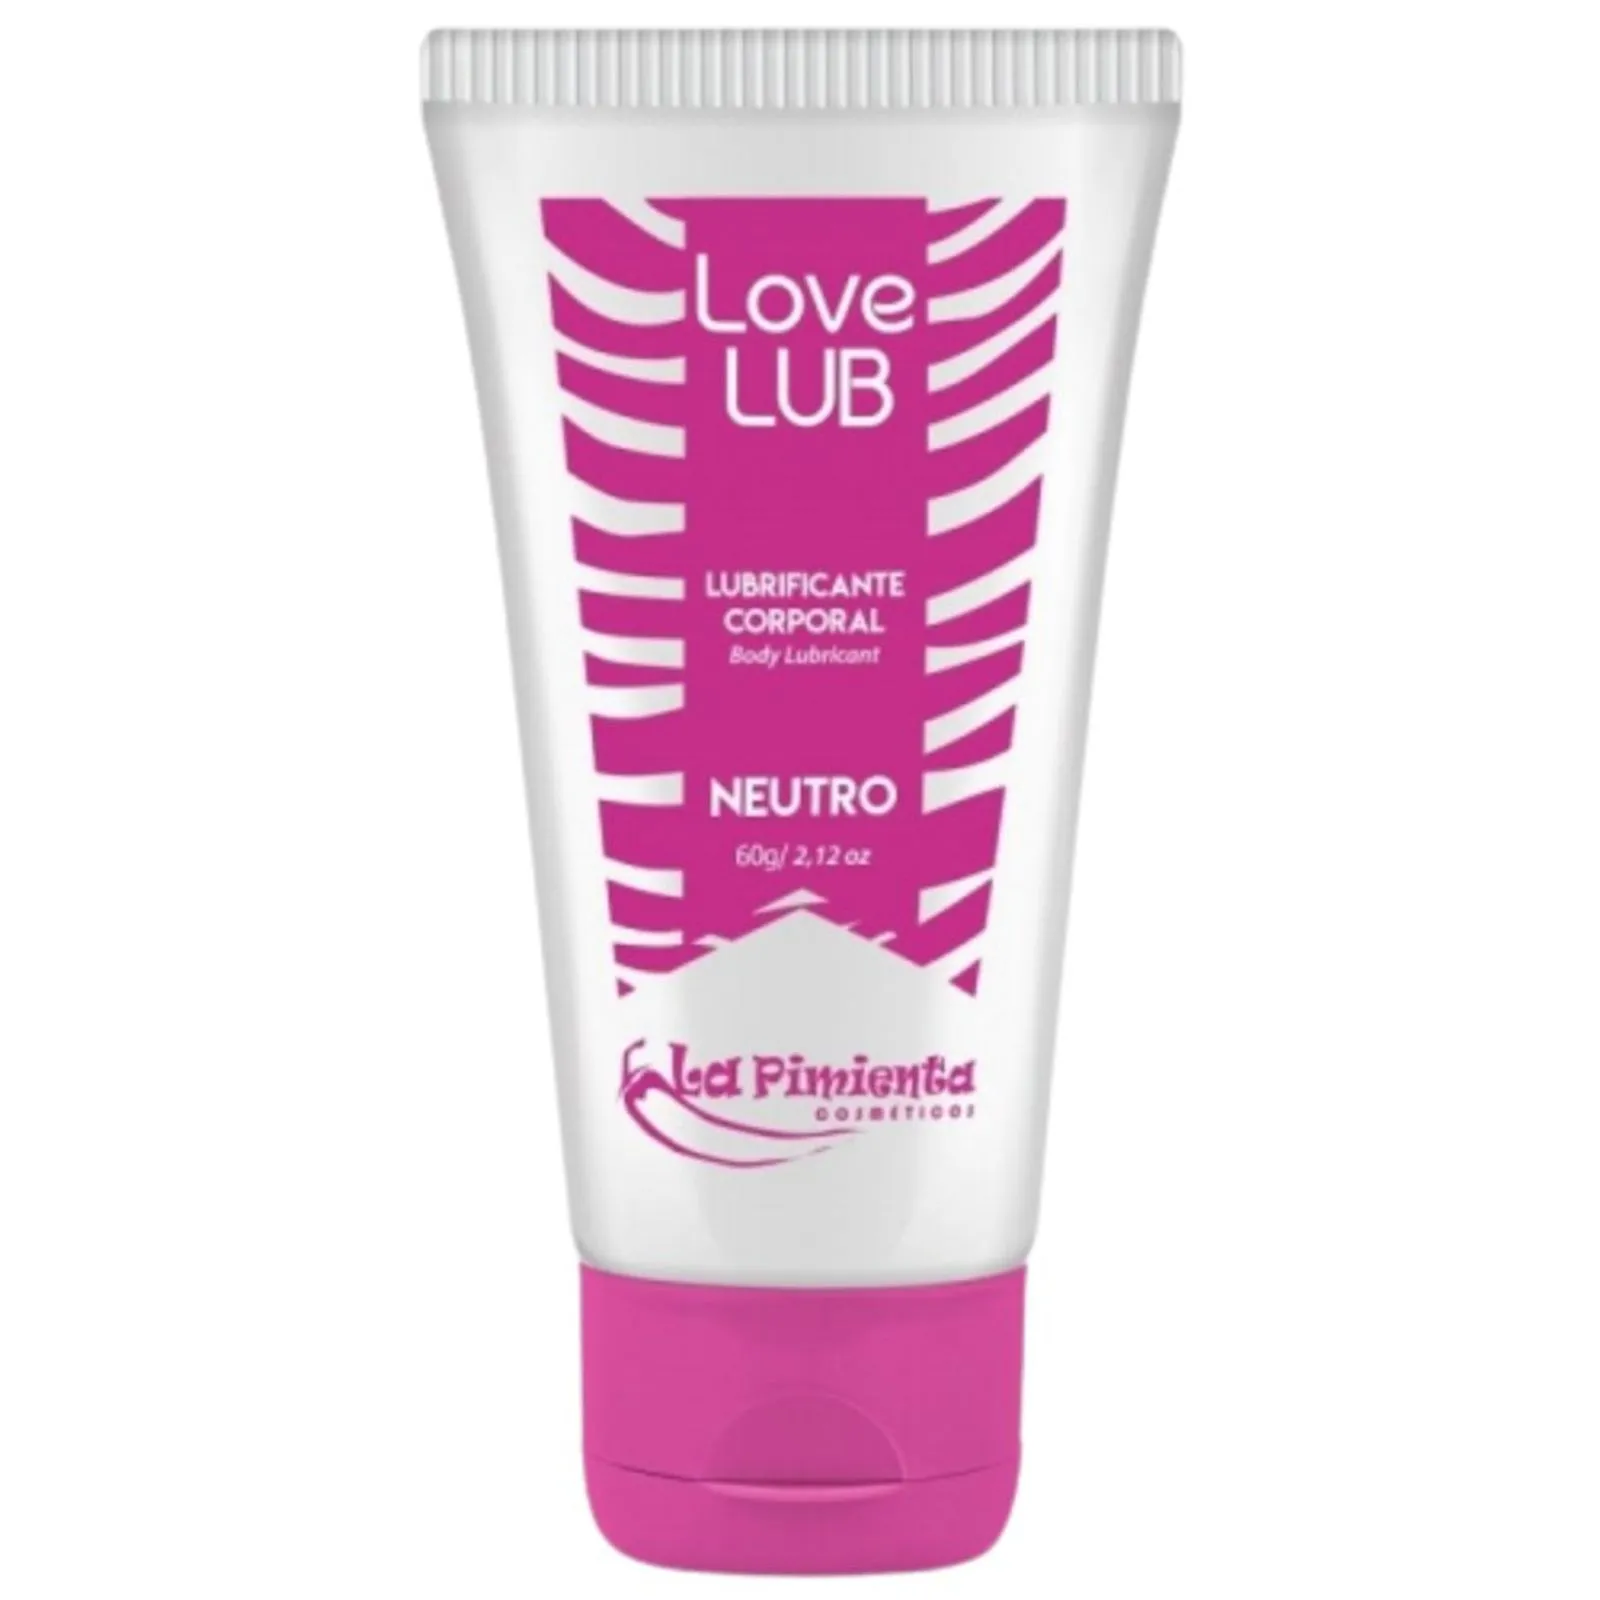 Love
LUB
LUBRIFICANTE
CORPORAL
Body Lubricant
NEUTRO
60g/ 2,12 oz
La Pimienta
COSMÉTICOS